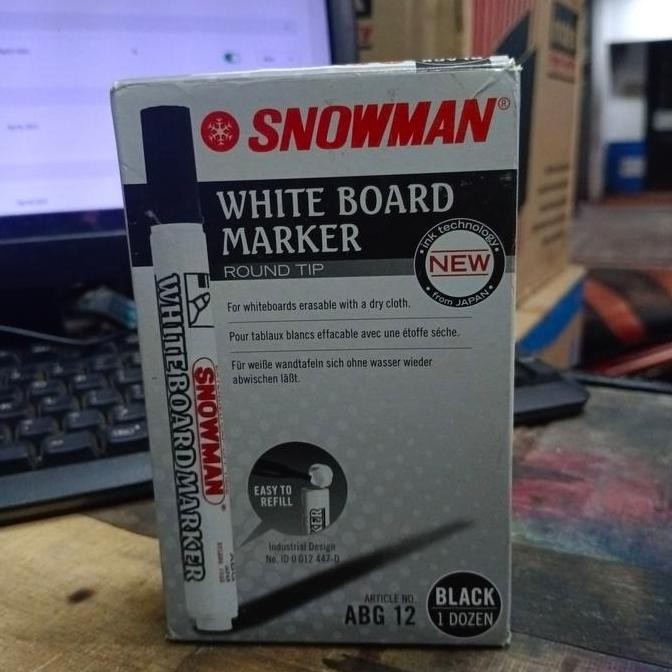 SNOWMAN®
WHITE BOARD
MARKER
ROUND TIP
ink technology
NEW
from JAPAN
For whiteboards erasable with a dry cloth.
Pour tablaux blancs effacable avec une étoffe séche.
Für weiße wandtafeln sich ohne wasser wieder
abwischen läßt.
WHITEBOARDMARKER
SNOWMAN
EASY TO
REFILL
KER
Industrial Design
No. ID 0 012 447-D
ARTICLE NO.
ABG 12
BLACK
1 DOZEN